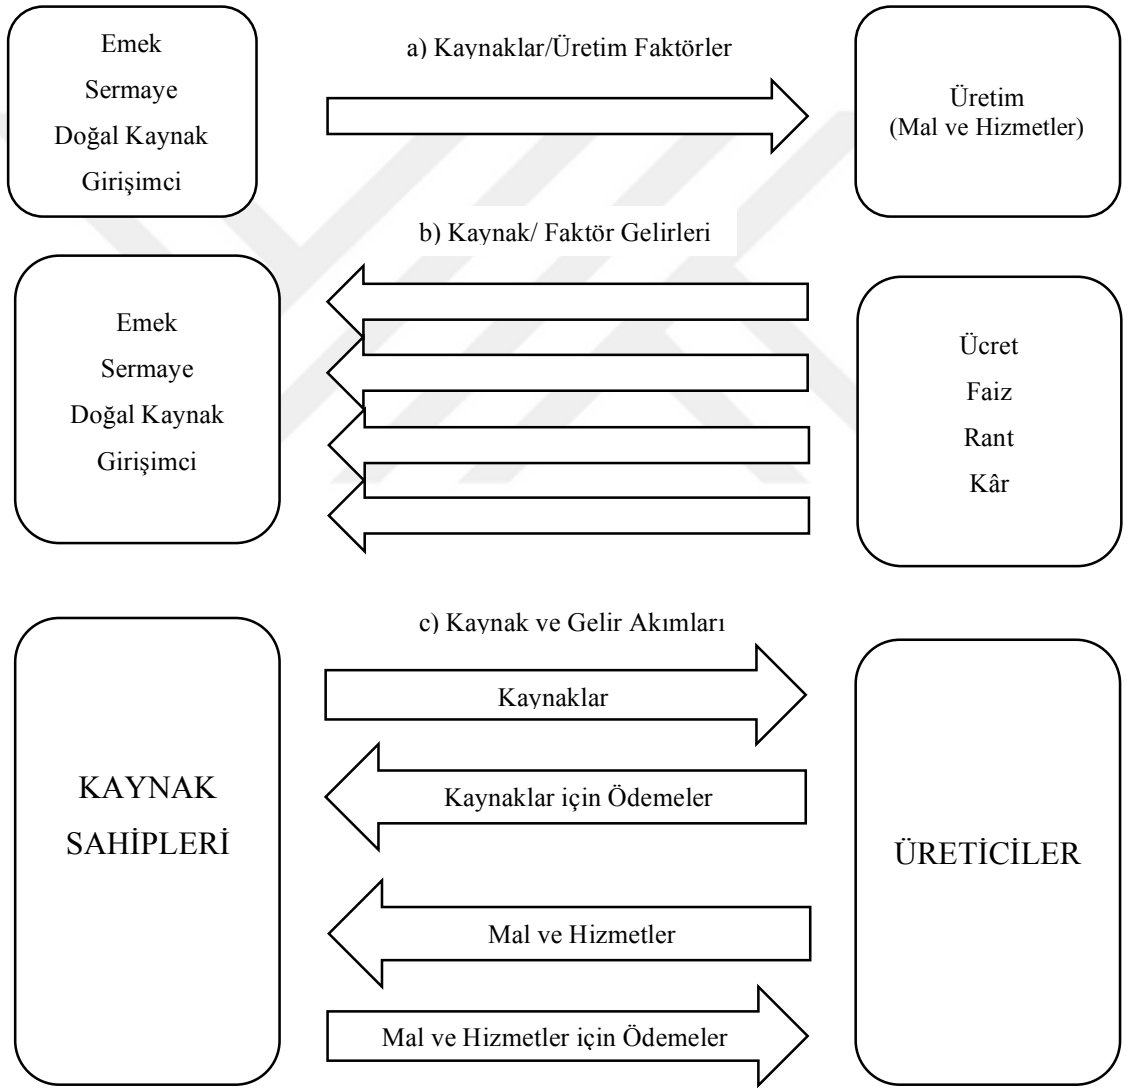 Emek
Sermaye
Doğal Kaynak
Girişimci
a) Kaynaklar/Üretim Faktörler
Üretim
(Mal ve Hizmetler)
b) Kaynak/ Faktör Gelirleri
Emek
Sermaye
Doğal Kaynak
Girişimci
Ücret
Faiz
Rant
Kâr
c) Kaynak ve Gelir Akımları
KAYNAK
SAHİPLERİ
Kaynaklar
Kaynaklar için Ödemeler
Mal ve Hizmetler
Mal ve Hizmetler için Ödemeler
ÜRETİCİLER